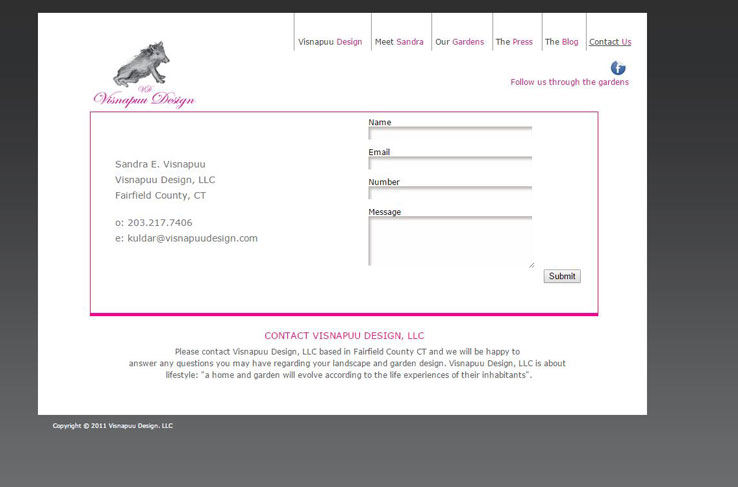 Visnapuu Design
Meet Sandra
Our Gardens
The Press
The Blog
Contact Us
f
Follow us through the gardens
VD
Visnapuu Design
Sandra E. Visnapuu
Visnapuu Design, LLC
Fairfield County, CT
o: 203.217.7406
e: kuldar@visnapuudesign.com
Name
Email
Number
Message
Submit
CONTACT VISNAPUU DESIGN, LLC
Please contact Visnapuu Design, LLC based in Fairfield County CT and we will be happy to
answer any questions you may have regarding your landscape and garden design. Visnapuu Design, LLC is about
lifestyle: "a home and garden will evolve according to the life experiences of their inhabitants".
Copyright © 2011 Visnapuu Design. LLC